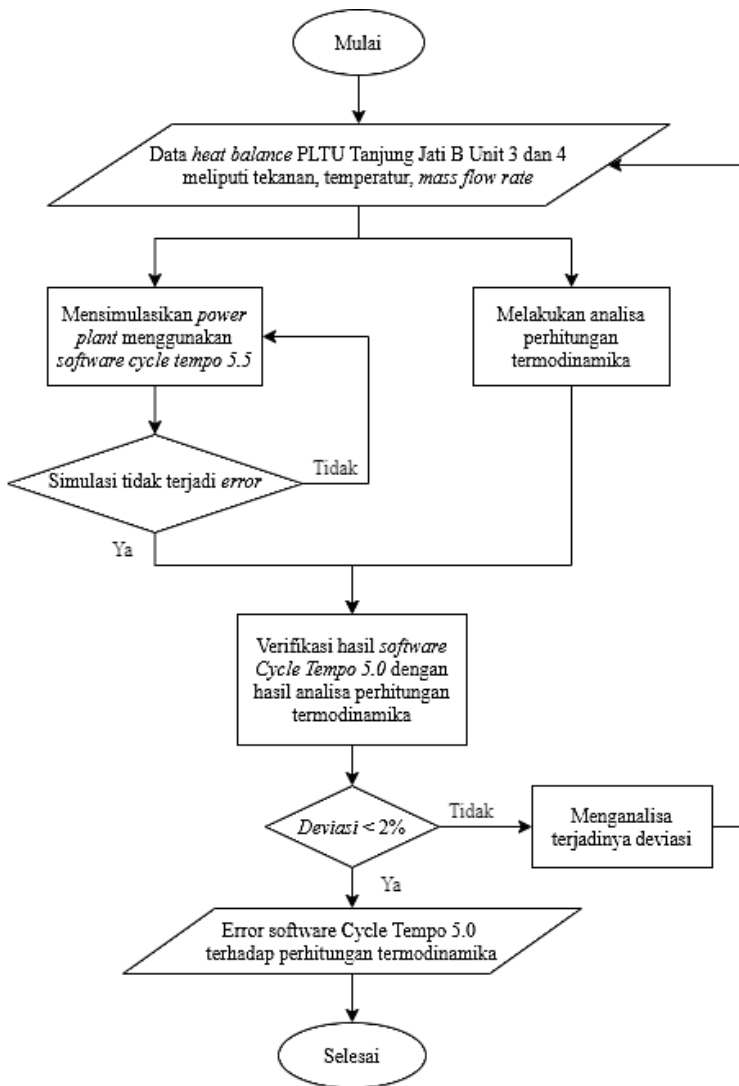 Mulai
Data heat balance PLTU Tanjung Jati B Unit 3 dan 4
meliputi tekanan, temperatur, mass flow rate
Mensimulasikan power
plant menggunakan
software cycle tempo 5.5
Melakukan analisa
perhitungan
termodinamika
Simulasi tidak terjadi error
Tidak
Ya
Verifikasi hasil software
Cycle Tempo 5.0 dengan
hasil analisa perhitungan
termodinamika
Deviasi < 2%
Tidak
Menganalisa
terjadinya deviasi
Ya
Error software Cycle Tempo 5.0
terhadap perhitungan termodinamika
Selesai